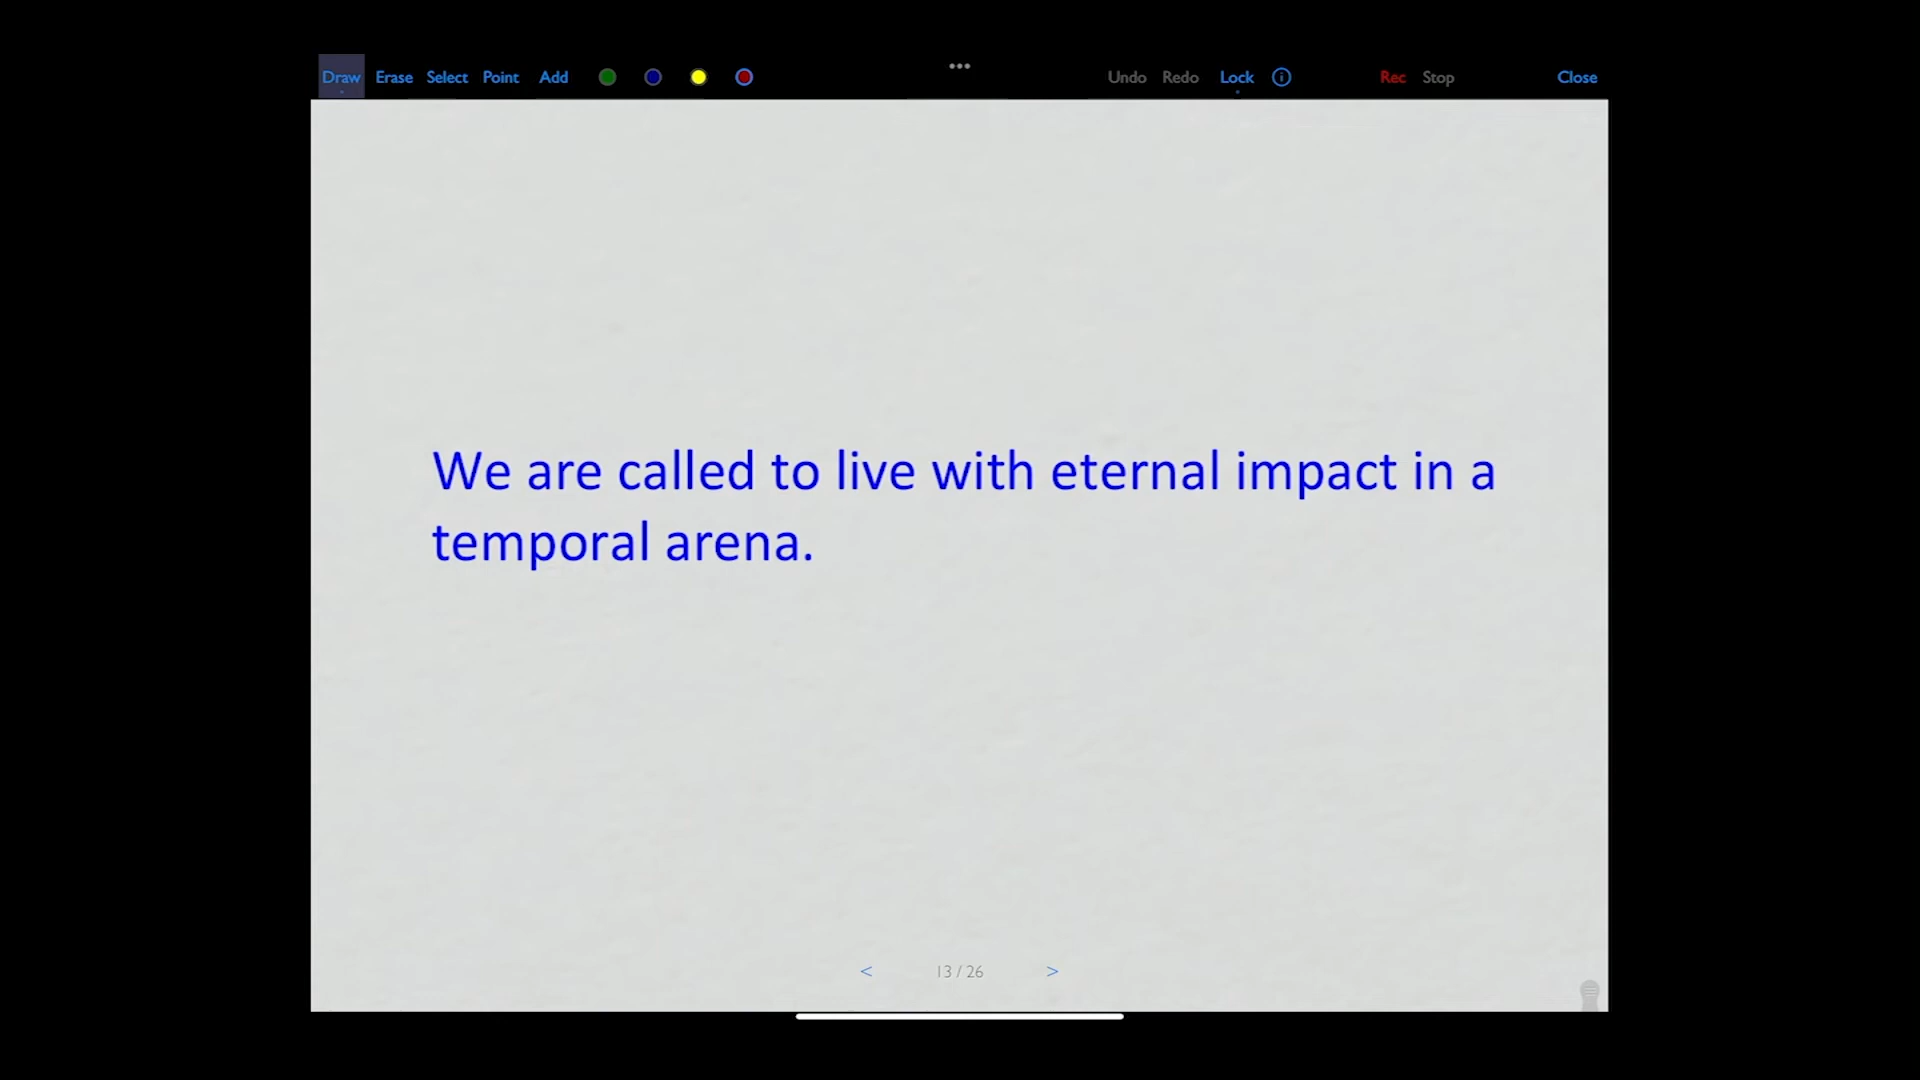 Draw Erase Select Point Add Undo Redo Lock Rec Stop Close
We are called to live with eternal impact in a
temporal arena.
< 13 / 26 >